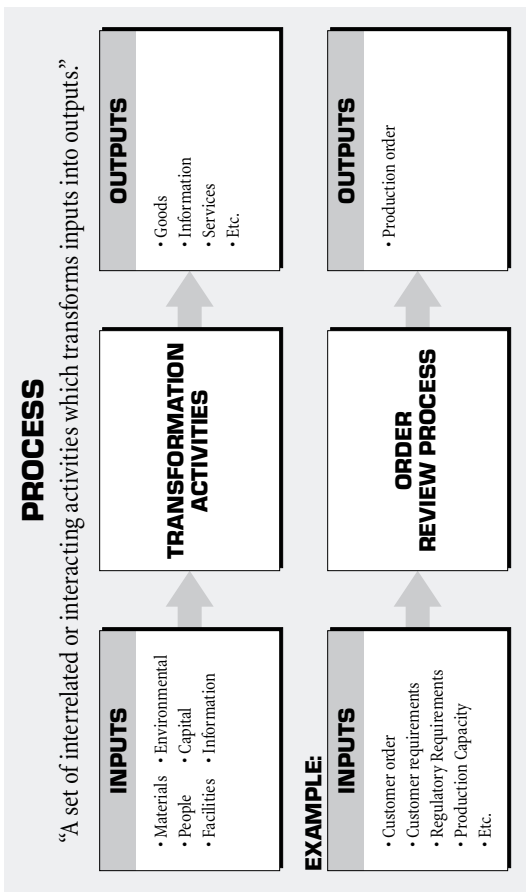 PROCESS
“A set of interrelated or interacting activities which transforms inputs into outputs.”
INPUTS
• Materials • Environmental
• People • Capital
• Facilities • Information
TRANSFORMATION
ACTIVITIES
OUTPUTS
• Goods
• Information
• Services
• Etc.
EXAMPLE:
INPUTS
• Customer order
• Customer requirements
• Regulatory Requirements
• Production Capacity
• Etc.
ORDER
REVIEW PROCESS
OUTPUTS
• Production order